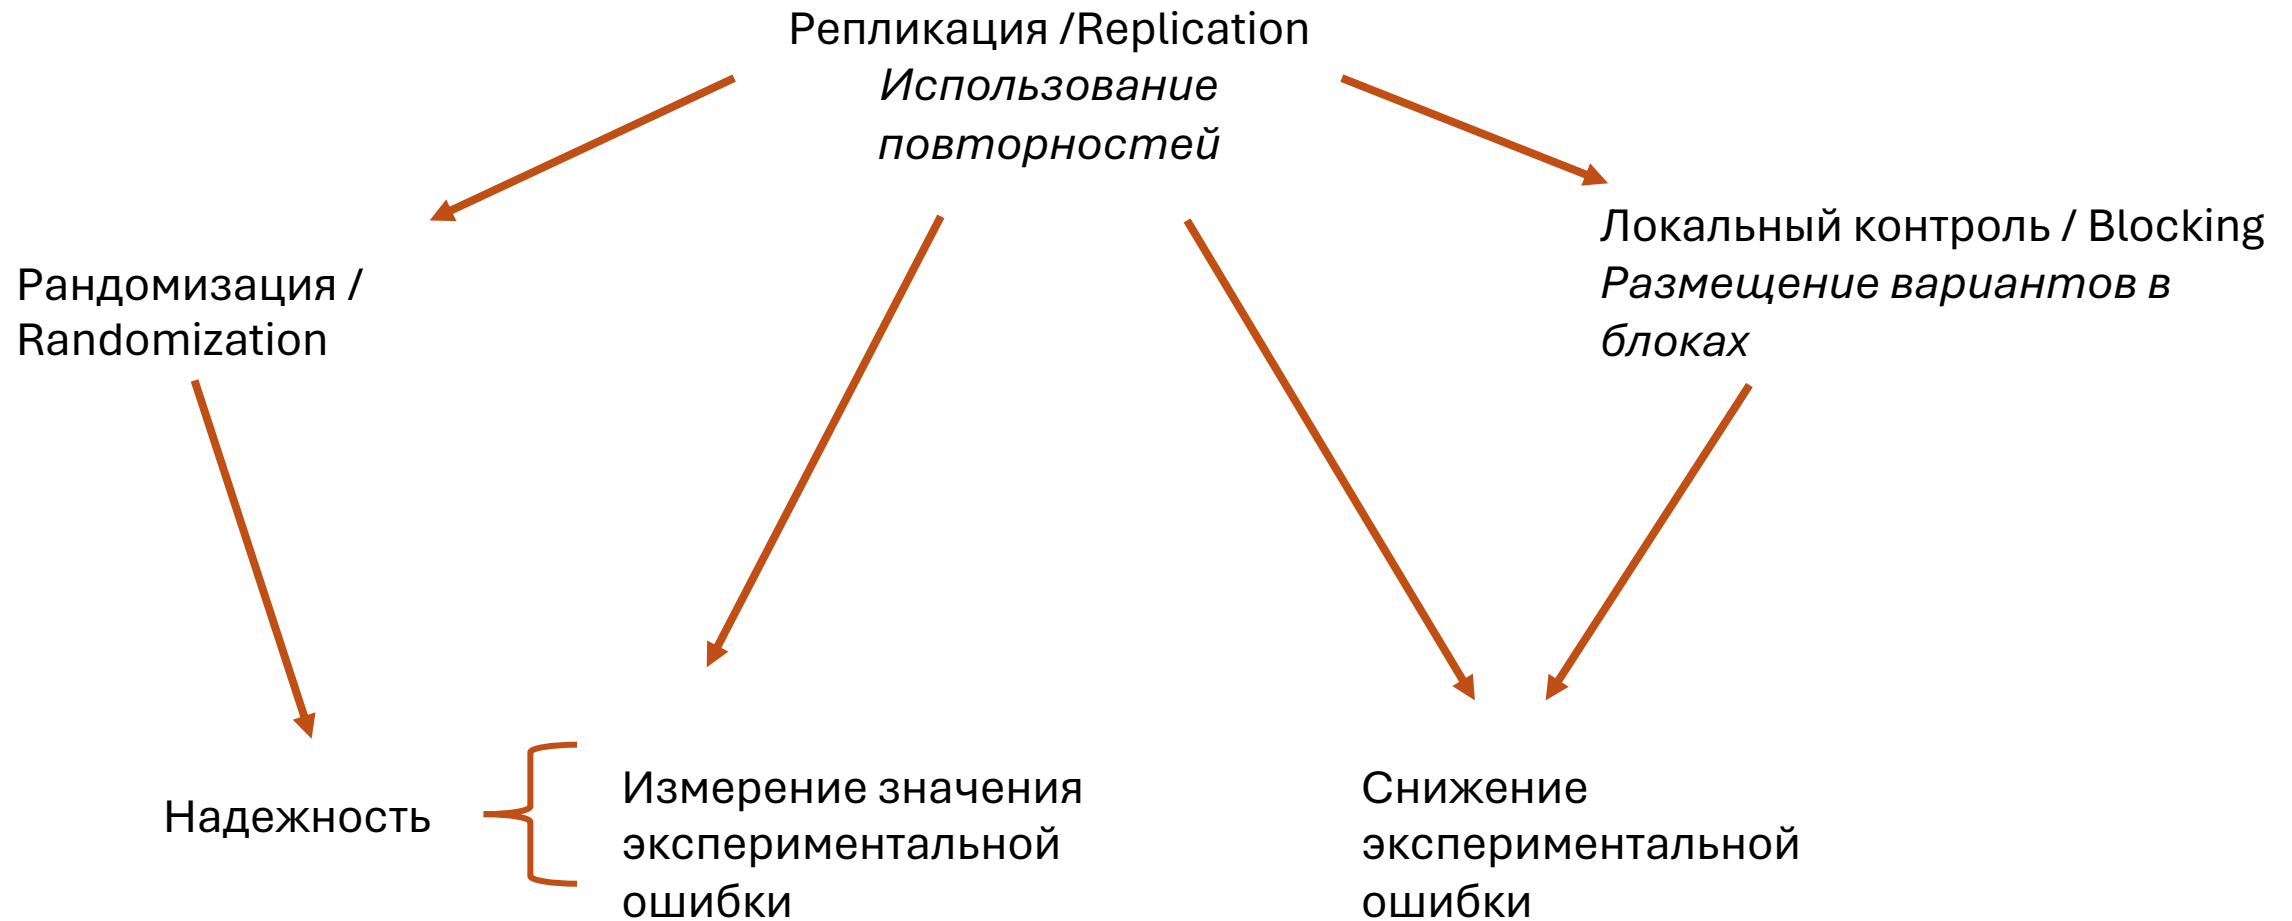 Репликация /Replication
Использование
повторностей
Рандомизация /
Randomization
Локальный контроль / Blocking
Размещение вариантов в
блоках
Надежность
Измерение значения
экспериментальной
ошибки
Снижение
экспериментальной
ошибки